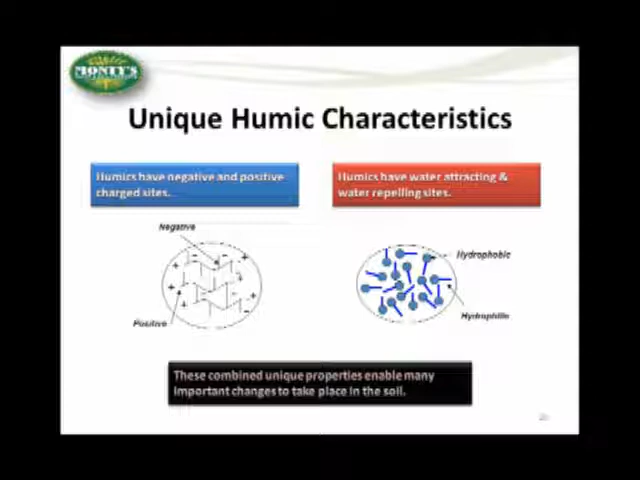 MONTY'S
Unique Humic Characteristics
Humics have negative and positive
charged sites.
Humics have water attracting &
water repelling sites.
Negative
Positive
Hydrophobic
Hydrophilic
These combined unique properties enable many
important changes to take place in the soil.